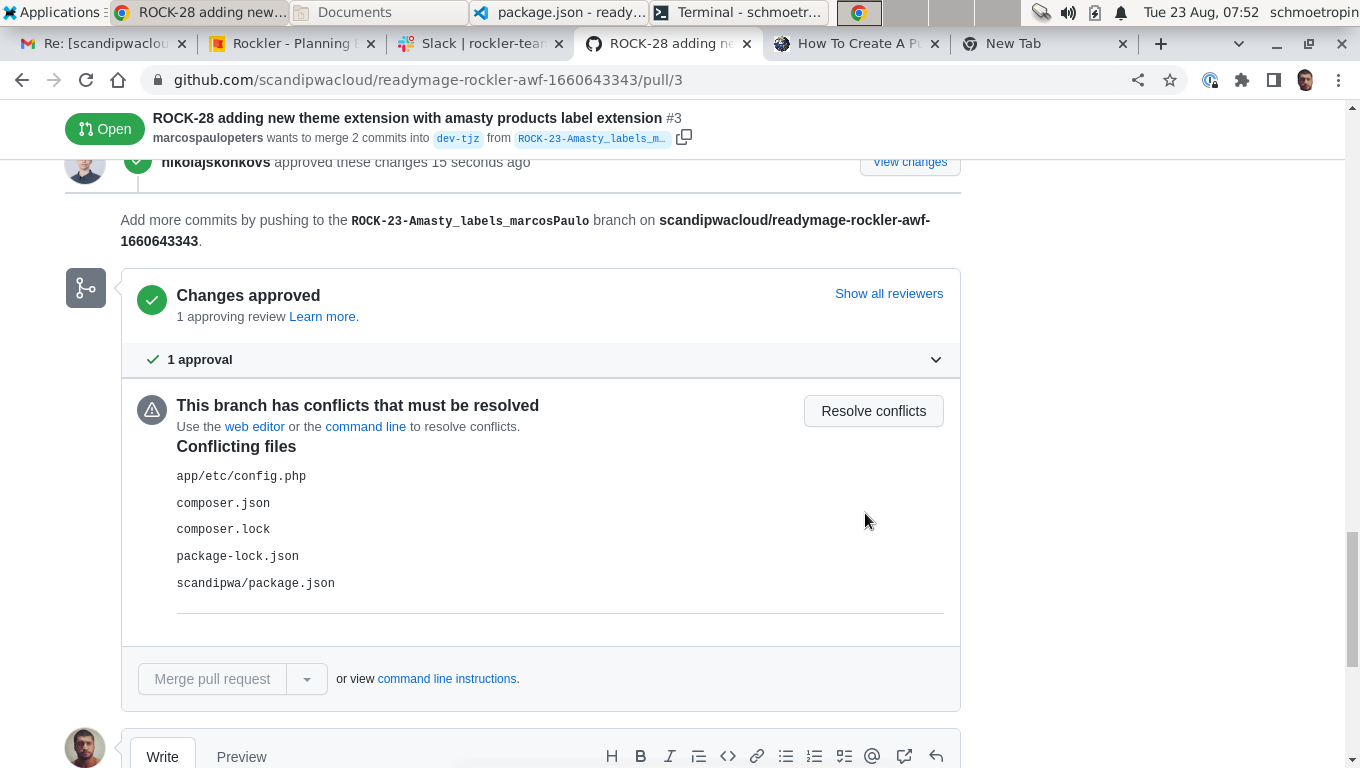 Applications
ROCK-28 adding new...
Documents
package.json - ready...
Terminal - schmoetr...
Tue 23 Aug, 07:52
schmoetropin
Re: [scandipwaclou
Rockler - Planning
Slack | rockler-tea
ROCK-28 adding ne
How To Create A Pu
New Tab
github.com/scandipwacloud/readymage-rockler-awf-1660643343/pull/3
Open
ROCK-28 adding new theme extension with amasty products label extension #3
marcospaulopeters wants to merge 2 commits into dev-tjz from ROCK-23-Amasty_labels_m…
nikolajskonkovs approved these changes 15 seconds ago
View changes
Add more commits by pushing to the ROCK-23-Amasty_labels_marcosPaulo branch on scandipwacloud/readymage-rockler-awf-
1660643343.
Changes approved
Show all reviewers
1 approving review Learn more.
1 approval
This branch has conflicts that must be resolved
Resolve conflicts
Use the web editor or the command line to resolve conflicts.
Conflicting files
app/etc/config.php
composer.json
composer.lock
package-lock.json
scandipwa/package.json
Merge pull request
or view command line instructions.
Write
Preview